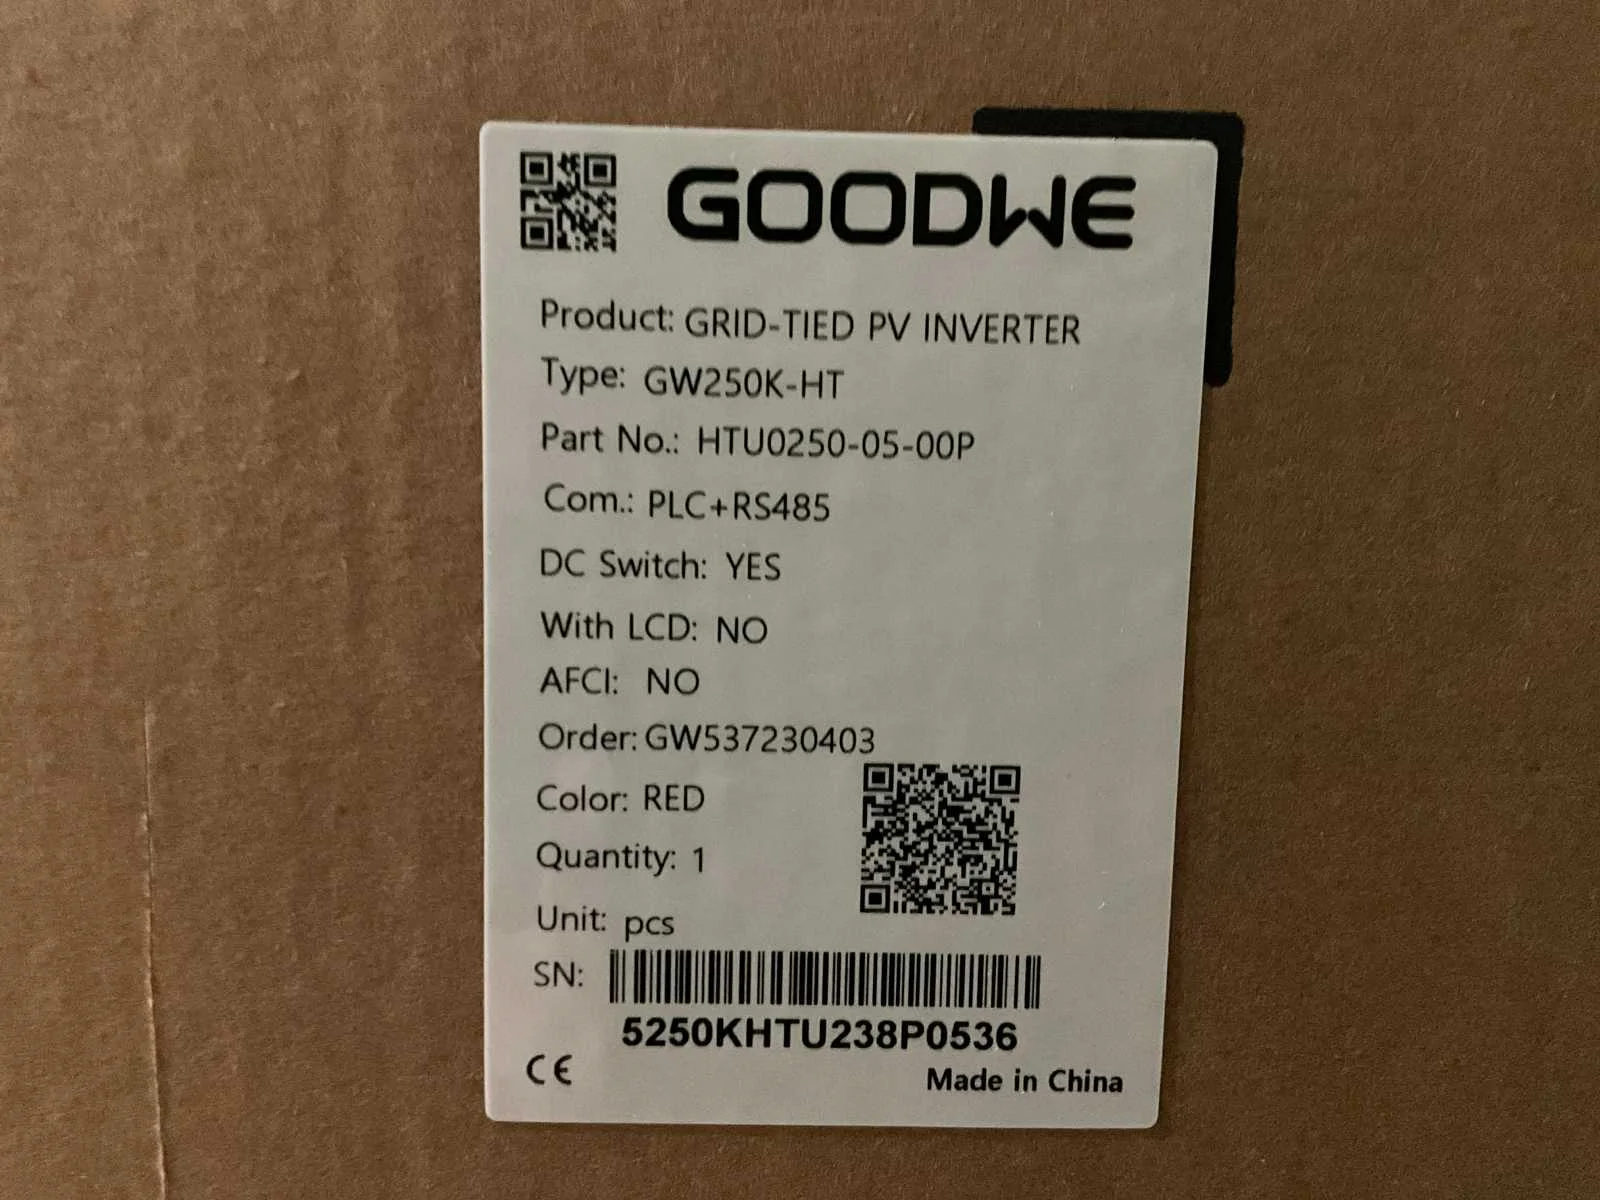 GOODWE
Product: GRID-TIED PV INVERTER
Type: GW250K-HT
Part No.: HTU0250-05-00P
Com.: PLC+RS485
DC Switch: YES
With LCD: NO
AFCI: NO
Order: GW537230403
Color: RED
Quantity: 1
Unit: pcs
SN:
5250KHTU238P0536
CE
Made in China